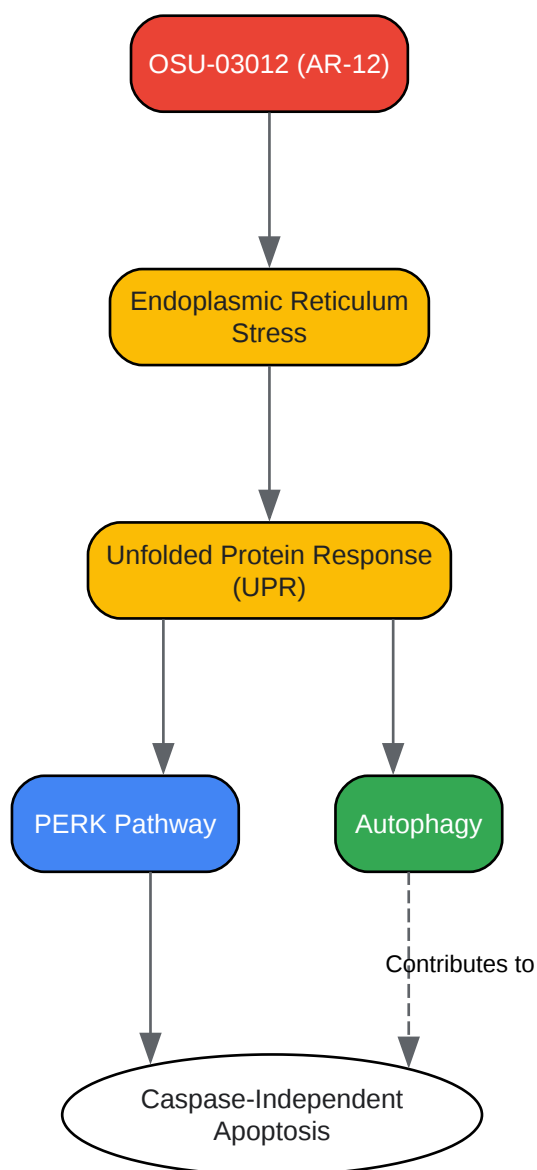 OSU-03012 (AR-12)
Endoplasmic Reticulum
Stress
Unfolded Protein Response
(UPR)
PERK Pathway
Autophagy
Contributes to
Caspase-Independent
Apoptosis